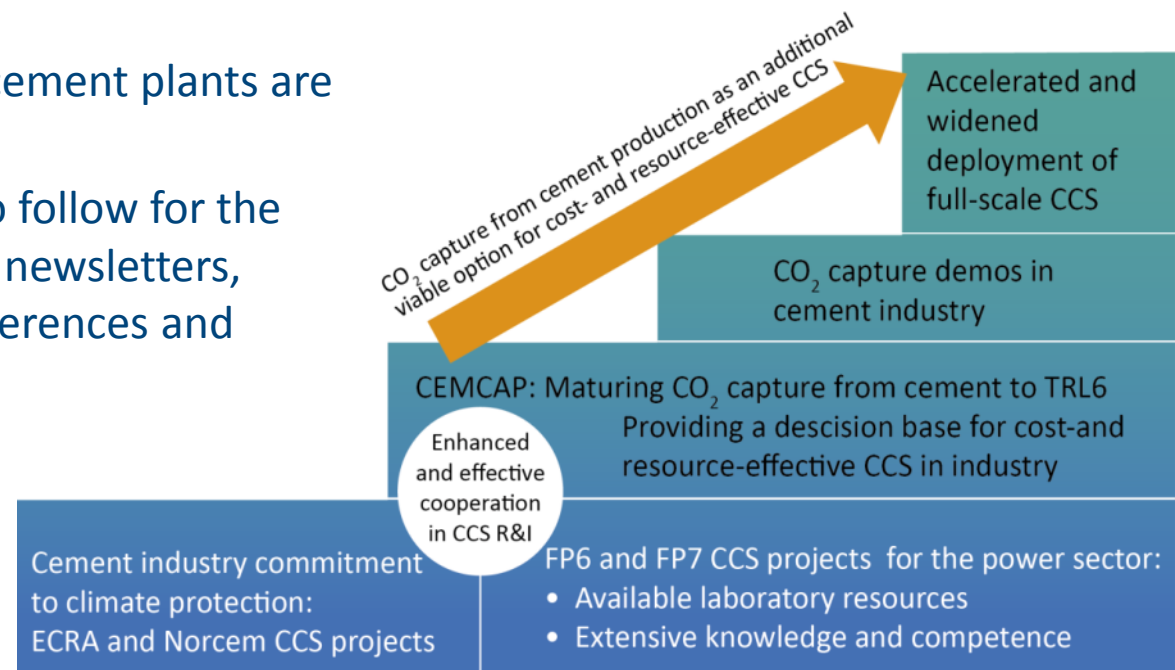 cement plants are
follow for the
newsletters,
erences and
CO₂ capture from cement production as an additional
viable option for cost- and resource-effective CCS
Accelerated and
widened
deployment of
full-scale CCS
CO₂ capture demos in
cement industry
CEMCAP: Maturing CO₂ capture from cement to TRL6
Providing a descision base for cost-and
resource-effective CCS in industry
Enhanced
and effective
cooperation
in CCS R&I
Cement industry commitment
to climate protection:
ECRA and Norcem CCS projects
FP6 and FP7 CCS projects for the power sector:
• Available laboratory resources
• Extensive knowledge and competence